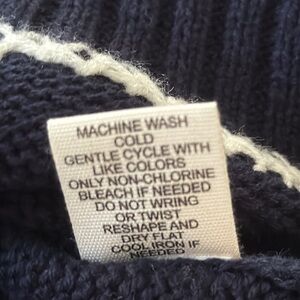 MACHINE WASH
COLD
GENTLE CYCLE WITH
LIKE COLORS
ONLY NON-CHLORINE
BLEACH IF NEEDED
DO NOT WRING
OR TWIST
RESHAPE AND
DRY FLAT
COOL IRON IF
NEEDED